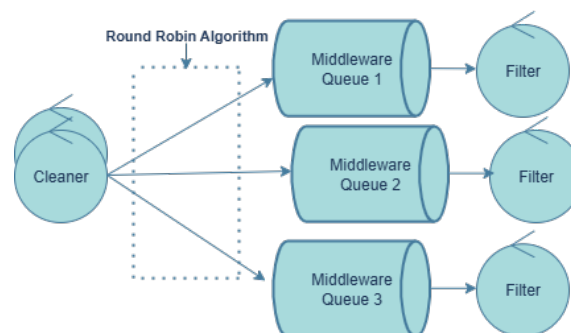 Round Robin Algorithm
Middleware
Queue 1
Filter
Cleaner
Middleware
Queue 2
Filter
Middleware
Queue 3
Filter